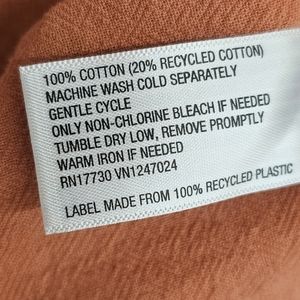 100% COTTON (20% RECYCLED COTTON)
MACHINE WASH COLD SEPARATELY
GENTLE CYCLE
ONLY NON-CHLORINE BLEACH IF NEEDED
TUMBLE DRY LOW, REMOVE PROMPTLY
WARM IRON IF NEEDED
RN17730 VN1247024
LABEL MADE FROM 100% RECYCLED PLASTIC